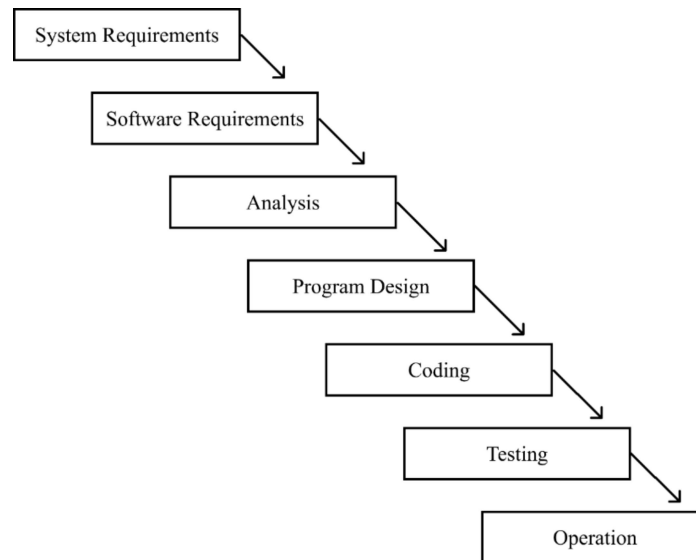 System Requirements
Software Requirements
Analysis
Program Design
Coding
Testing
Operation